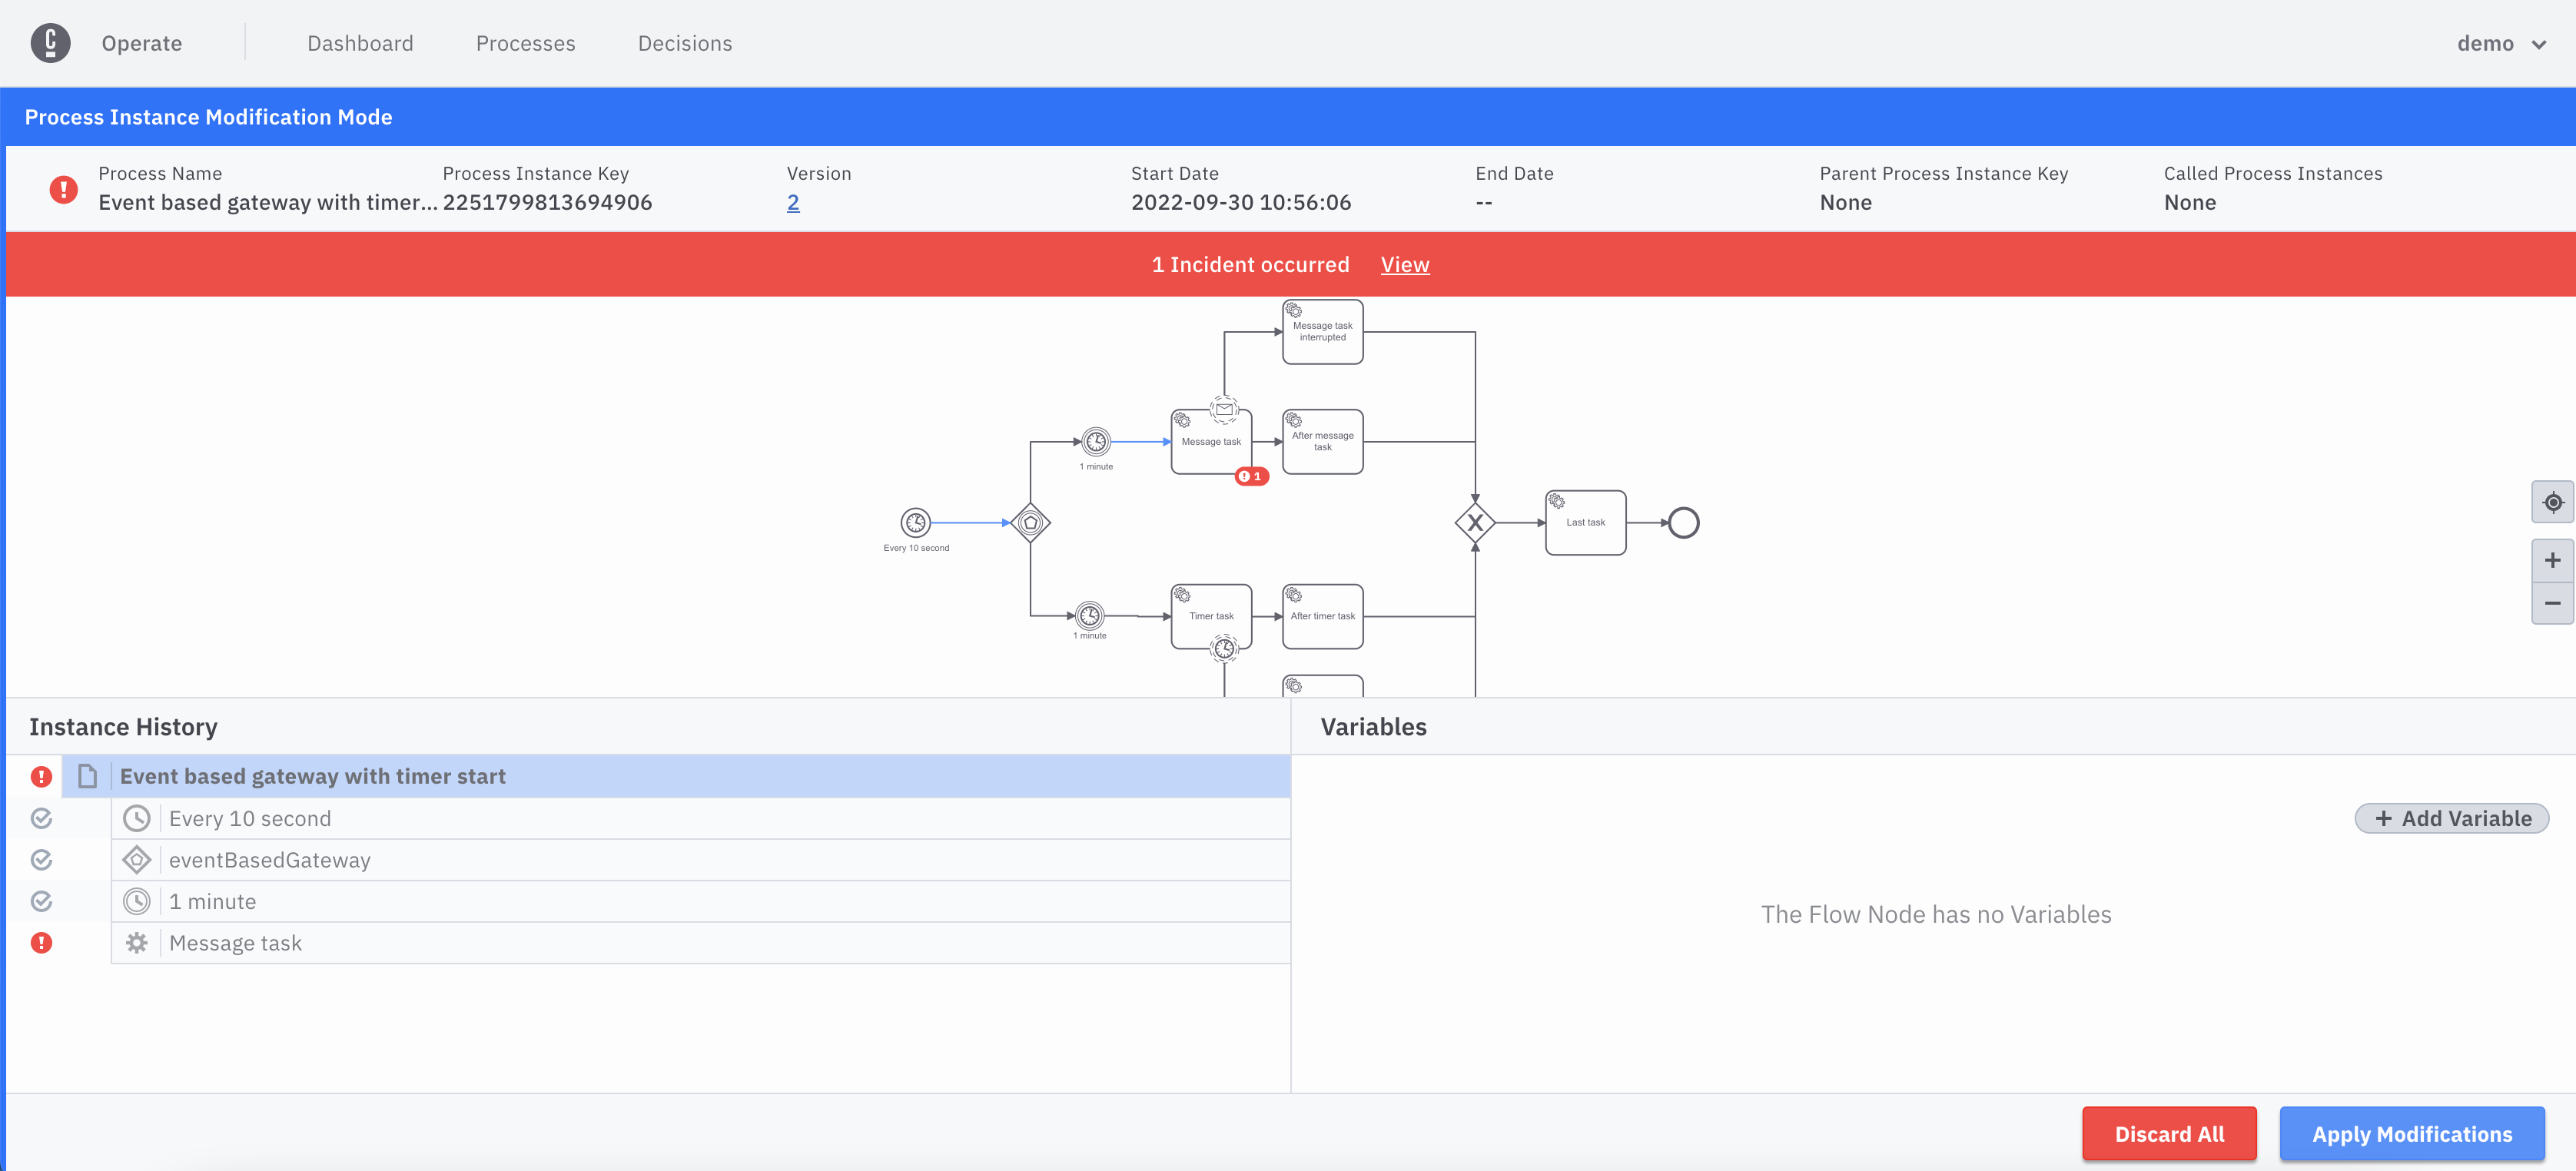 Operate Dashboard Processes Decisions demo
Process Instance Modification Mode
Process Name Process Instance Key Version Start Date End Date Parent Process Instance Key Called Process Instances
Event based gateway with timer... 2251799813694906 2 2022-09-30 10:56:06 -- None None
1 Incident occurred View
Message task
interrupted
Message task
After message
task
1 minute
1
Every 10 second
Last task
Timer task
After timer task
1 minute
Instance History
Variables
Event based gateway with timer start
Every 10 second
+ Add Variable
eventBasedGateway
1 minute
The Flow Node has no Variables
Message task
Discard All Apply Modifications